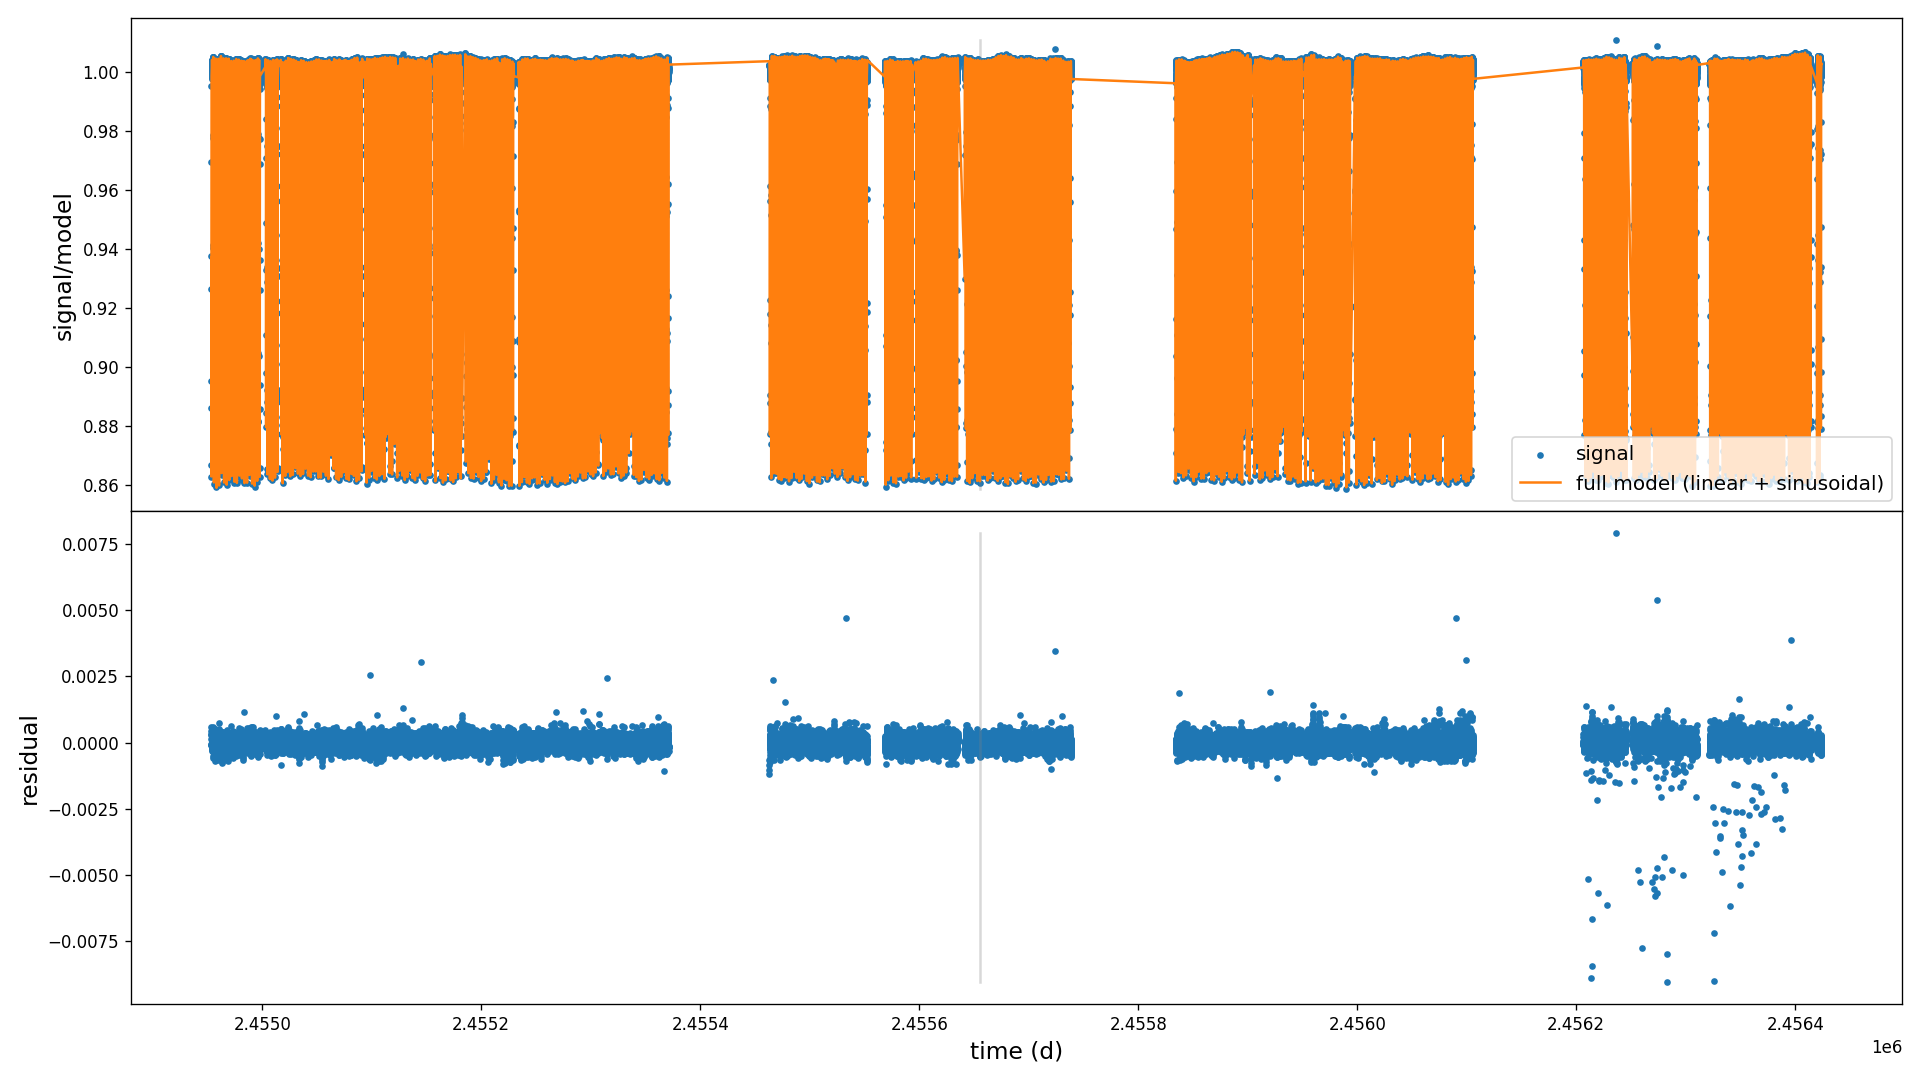 signal/model
1.00
0.98
0.96
0.94
0.92
0.90
0.88
0.86
signal
full model (linear + sinusoidal)
residual
0.0075
0.0050
0.0025
0.0000
−0.0025
−0.0050
−0.0075
2.4550 2.4552 2.4554 2.4556 2.4558 2.4560 2.4562 2.4564
1e6
time (d)